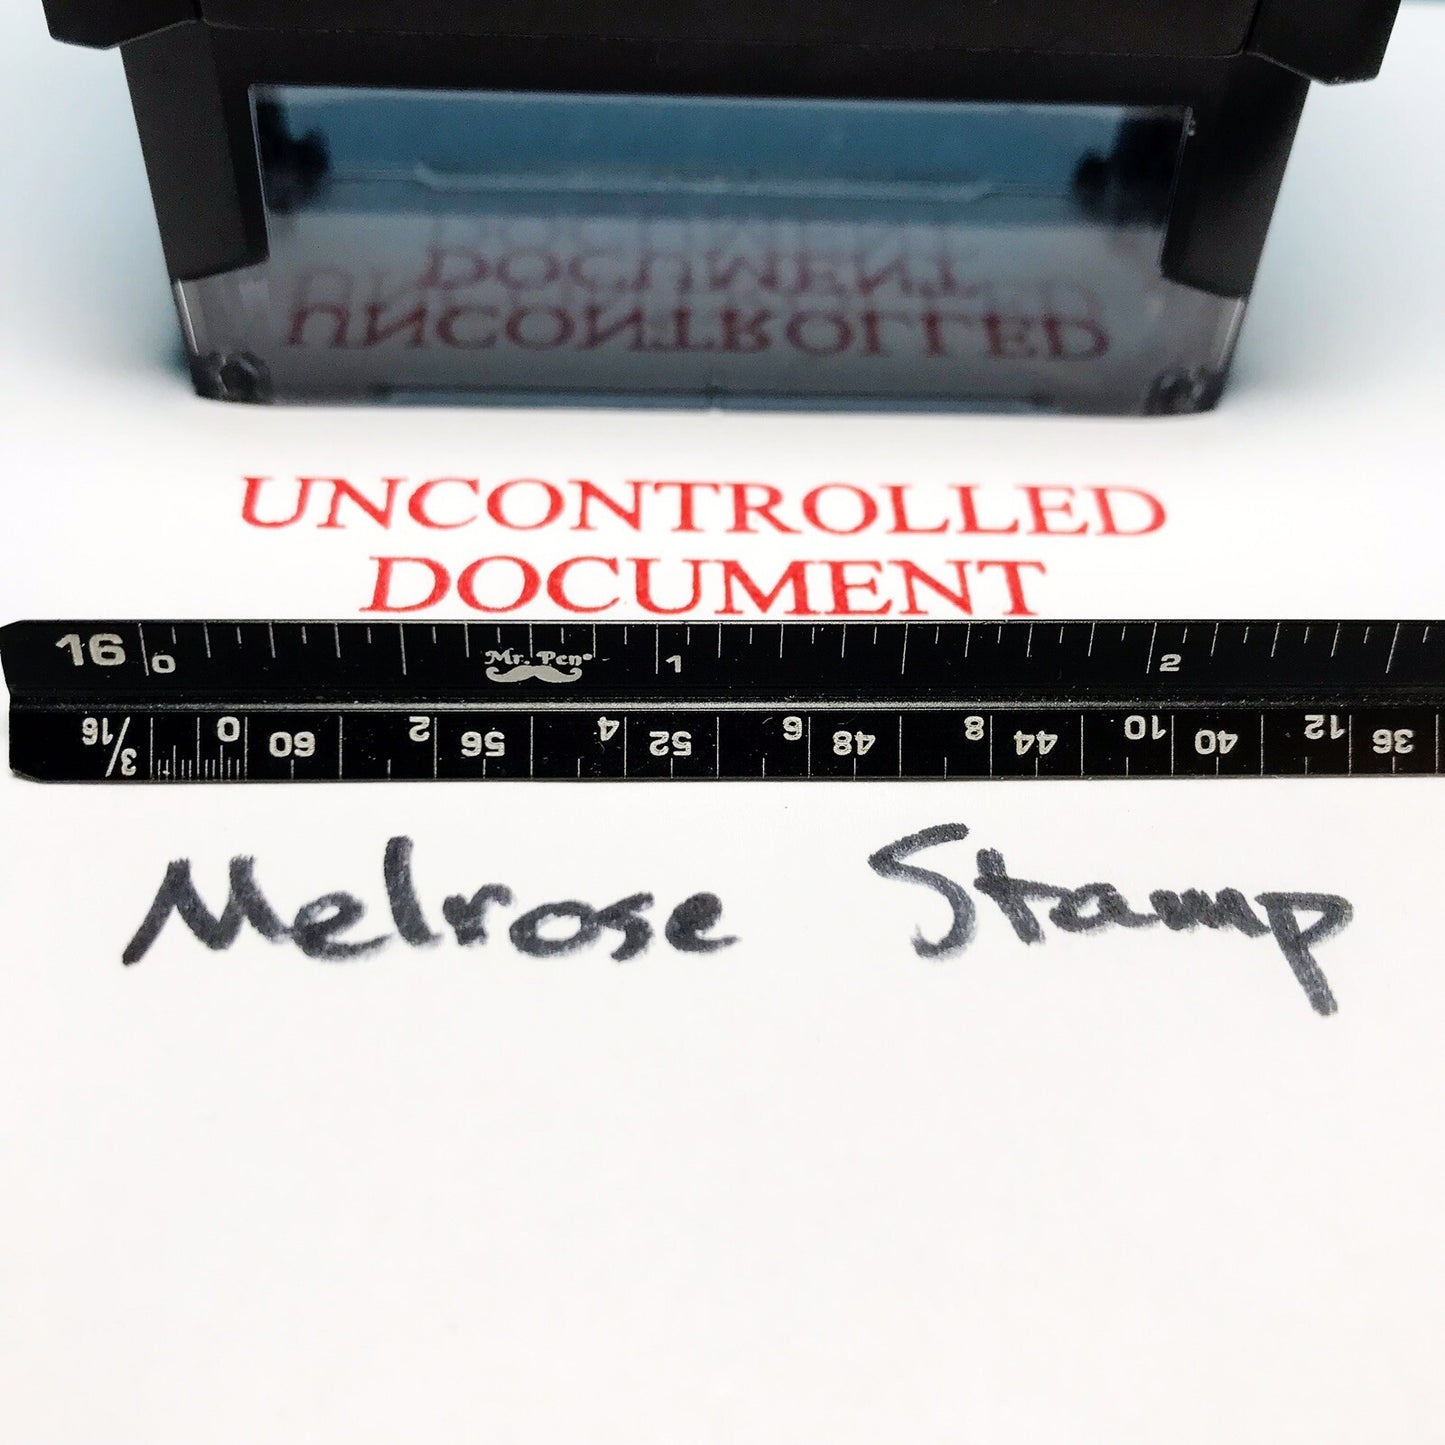 UNCONTROLLED
DOCUMENT
16 0 Mr. Pen® 1 2
3/16 0 60 2 56 4 52 6 48 8 44 10 40 12 36
Melrose Stamp